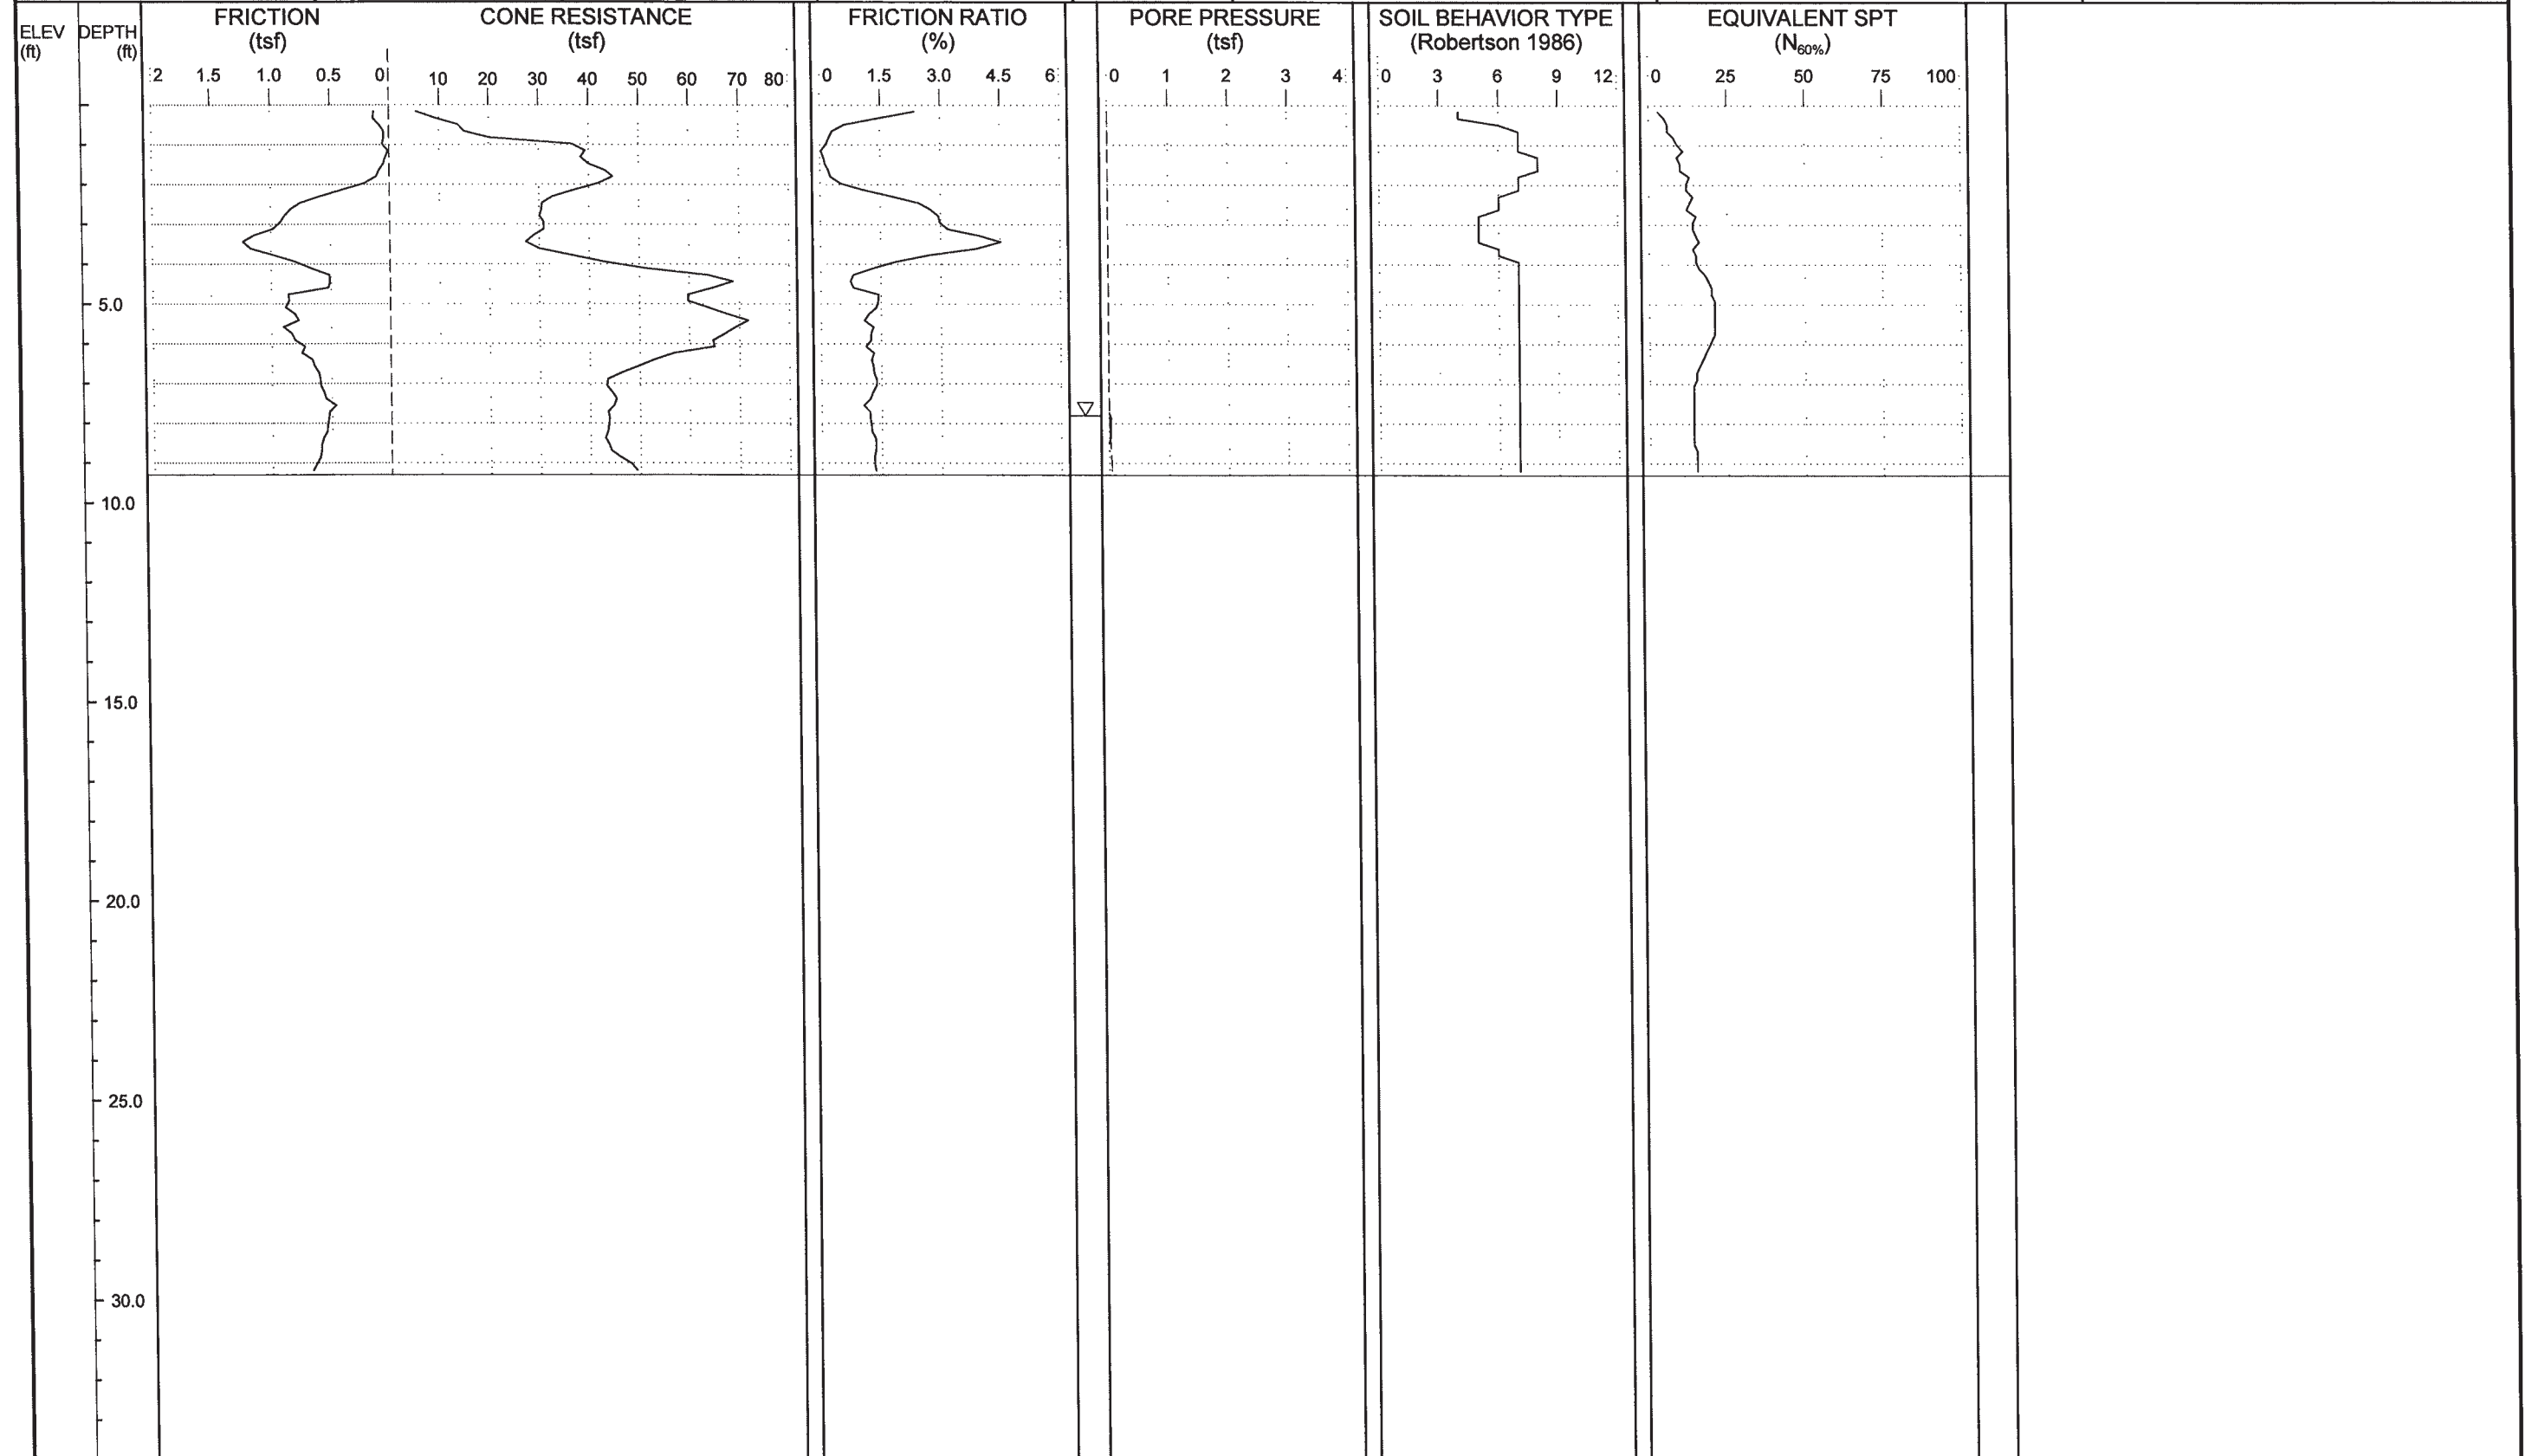 FRICTION CONE RESISTANCE FRICTION RATIO PORE PRESSURE SOIL BEHAVIOR TYPE EQUIVALENT SPT
ELEV DEPTH (tsf) (tsf) (%) (tsf) (Robertson 1986) (N60%)
(ft) (ft)
2 1.5 1.0 0.5 0 10 20 30 40 50 60 70 80 0 1.5 3.0 4.5 6 0 1 2 3 4 0 3 6 9 12 0 25 50 75 100
5.0
10.0
15.0
20.0
25.0
30.0